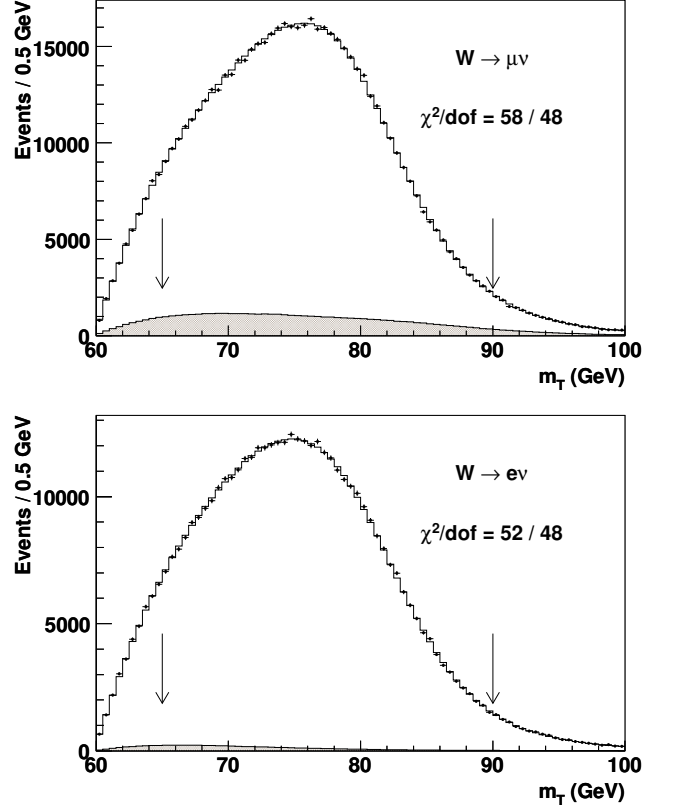 Events / 0.5 GeV
15000
10000
5000
0
W → μν
χ²/dof = 58 / 48
60 70 80 90 100
m_T (GeV)
Events / 0.5 GeV
10000
5000
0
W → eν
χ²/dof = 52 / 48
60 70 80 90 100
m_T (GeV)